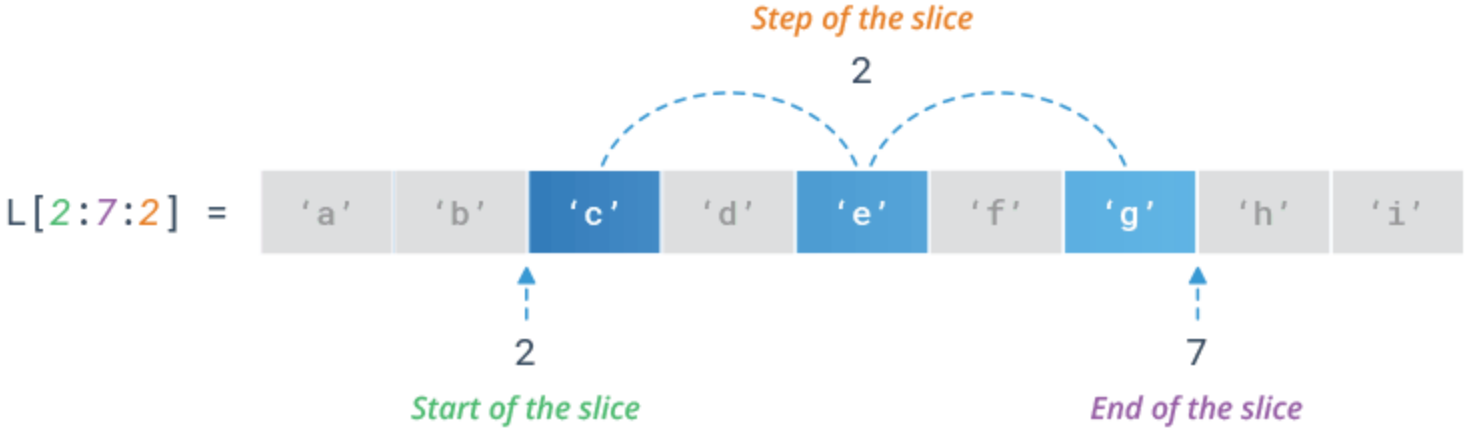 Step of the slice
2
L[2:7:2] = ‘a’ ‘b’ ‘c’ ‘d’ ‘e’ ‘f’ ‘g’ ‘h’ ‘i’
2 7
Start of the slice End of the slice